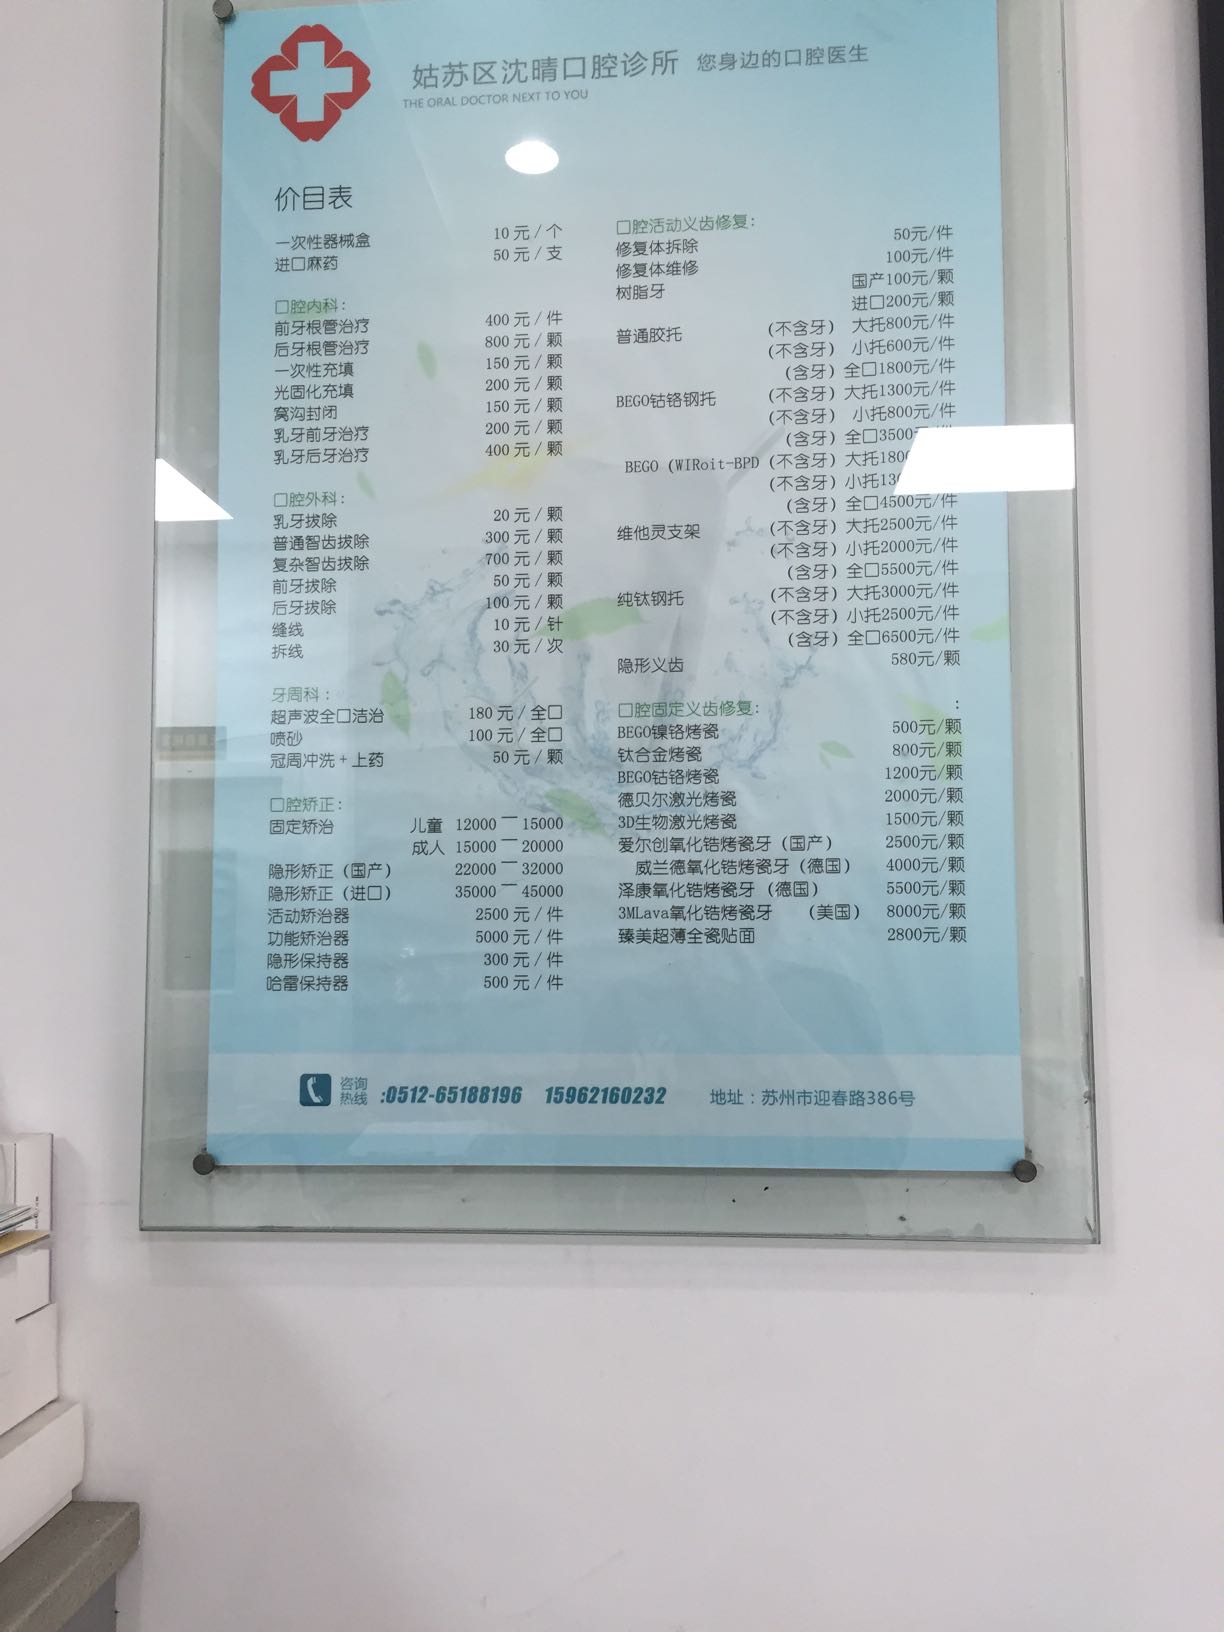 姑苏区沈晴口腔诊所 您身边的口腔医生
THE ORAL DOCTOR NEXT TO YOU
价目表
一次性器械盒 10元/个
进口麻药 50元/支
口腔内科:
前牙根管治疗 400元/件
后牙根管治疗 800元/颗
一次性充填 150元/颗
光固化充填 200元/颗
窝沟封闭 150元/颗
乳牙前牙治疗 200元/颗
乳牙后牙治疗 400元/颗
口腔外科:
乳牙拔除 20元/颗
普通智齿拔除 300元/颗
复杂智齿拔除 700元/颗
前牙拔除 50元/颗
后牙拔除 100元/颗
缝线 10元/针
拆线 30元/次
牙周科:
超声波全口洁治 180元/全口
喷砂 100元/全口
冠周冲洗+上药 50元/颗
口腔矫正:
固定矫治 儿童 12000—15000
成人 15000—20000
隐形矫正(国产) 22000—32000
隐形矫正(进口) 35000—45000
活动矫治器 2500元/件
功能矫治器 5000元/件
隐形保持器 300元/件
哈雷保持器 500元/件
口腔活动义齿修复:
修复体拆除 50元/件
修复体维修 100元/件
树脂牙 国产100元/颗
进口200元/颗
普通胶托 (不含牙) 大托800元/件
(不含牙) 小托600元/件
(含牙) 全口1800元/件
BEGO钴铬钢托 (不含牙) 大托1300元/件
(不含牙) 小托800元/件
(含牙) 全口3500
BEGO (WIRoit-BPD (不含牙) 大托
(不含牙) 小托
(含牙) 全口4500元/件
维他灵支架 (不含牙) 大托2500元/件
(不含牙) 小托2000元/件
(含牙) 全口5500元/件
纯钛钢托 (不含牙) 大托3000元/件
(不含牙) 小托2500元/件
(含牙) 全口6500元/件
隐形义齿 580元/颗
口腔固定义齿修复: :
BEGO镍铬烤瓷 500元/颗
钛合金烤瓷 800元/颗
BEGO钴铬烤瓷 1200元/颗
德贝尔激光烤瓷 2000元/颗
3D生物激光烤瓷 1500元/颗
爱尔创氧化锆烤瓷牙(国产) 2500元/颗
威兰德氧化锆烤瓷牙(德国) 4000元/颗
泽康氧化锆烤瓷牙(德国) 5500元/颗
3MLava氧化锆烤瓷牙 (美国) 8000元/颗
臻美超薄全瓷贴面 2800元/颗
咨询热线:0512-65188196 15962160232 地址:苏州市迎春路386号